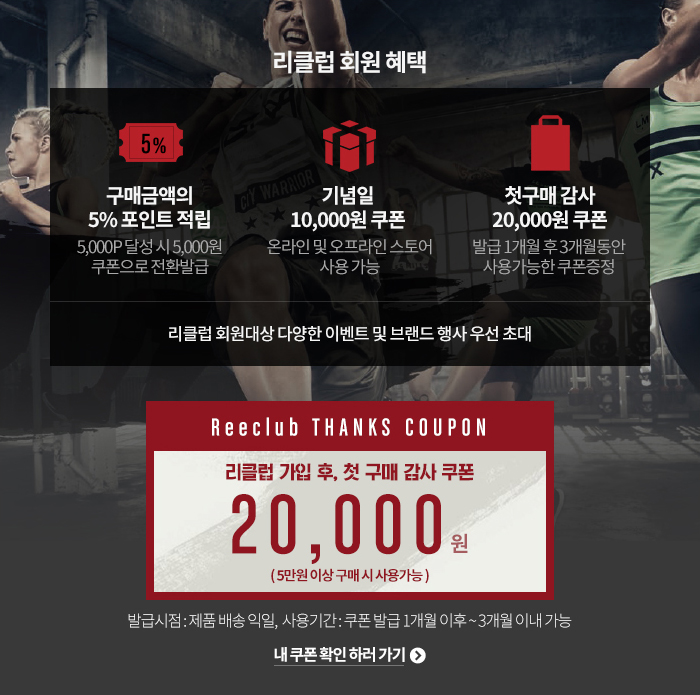 리클럽 회원 혜택
5%
구매금액의
5% 포인트 적립
5,000P 달성 시 5,000원
쿠폰으로 전환발급
기념일
10,000원 쿠폰
온라인 및 오프라인 스토어
사용 가능
첫구매 감사
20,000원 쿠폰
발급 1개월 후 3개월동안
사용가능한 쿠폰증정
리클럽 회원대상 다양한 이벤트 및 브랜드 행사 우선 초대
Reeclub THANKS COUPON
리클럽 가입 후, 첫 구매 감사 쿠폰
20,000 원
( 5만원 이상 구매 시 사용가능 )
발급시점 : 제품 배송 익일, 사용기간 : 쿠폰 발급 1개월 이후 ~ 3개월 이내 가능
내 쿠폰 확인 하러 가기